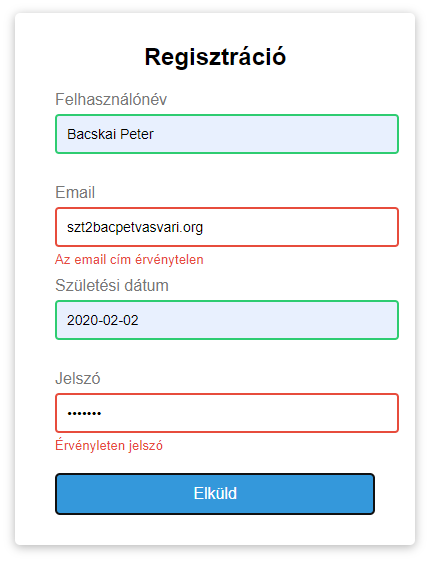 Regisztráció
Felhasználónév
Bacskai Peter
Email
szt2bacpetvasvari.org
Az email cím érvénytelen
Születési dátum
2020-02-02
Jelszó
•••••••
Érvényleten jelszó
Elküld